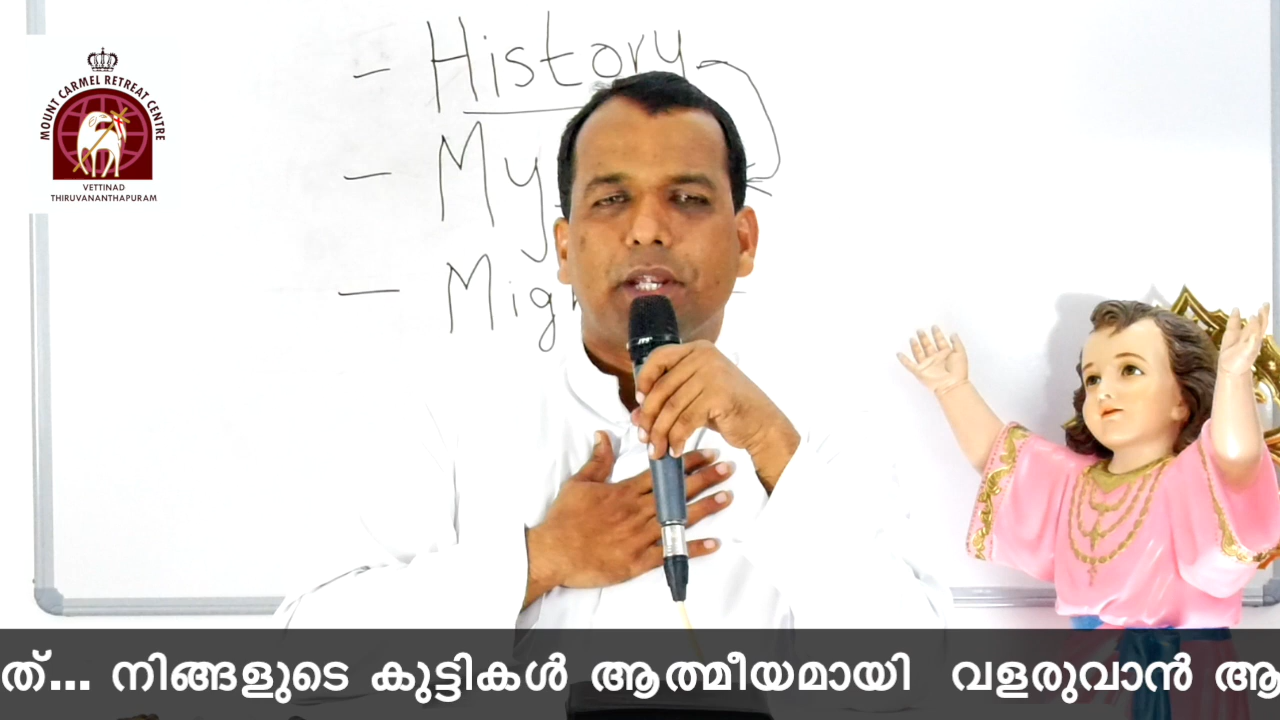 MOUNT CARMEL RETREAT CENTRE
VETTINAD
THIRUVANANTHAPURAM
- History
- My
- Mig
ത്... നിങ്ങളുടെ കുട്ടികൾ ആത്മീയമായി വളരുവാൻ ആ